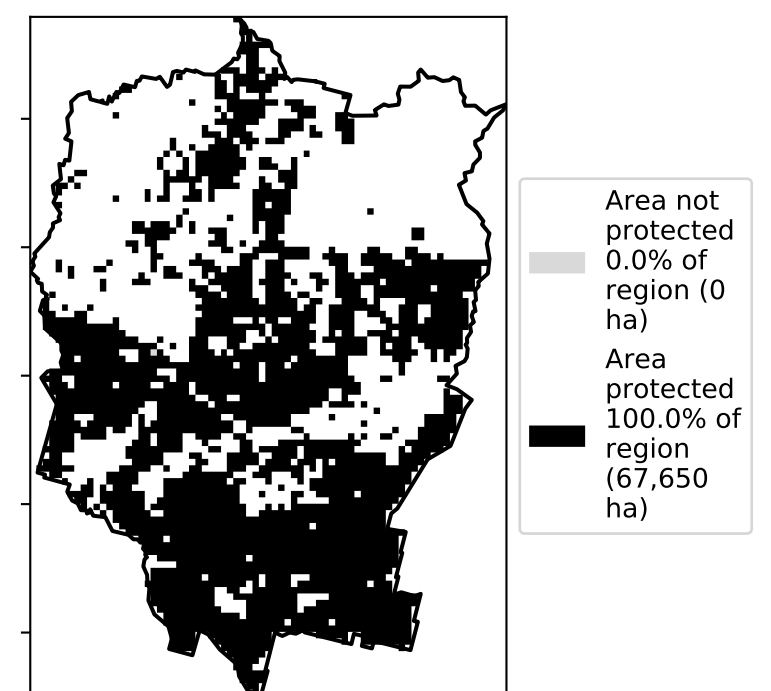 Area not
protected
0.0% of
region (0
ha)
Area
protected
100.0% of
region
(67,650
ha)